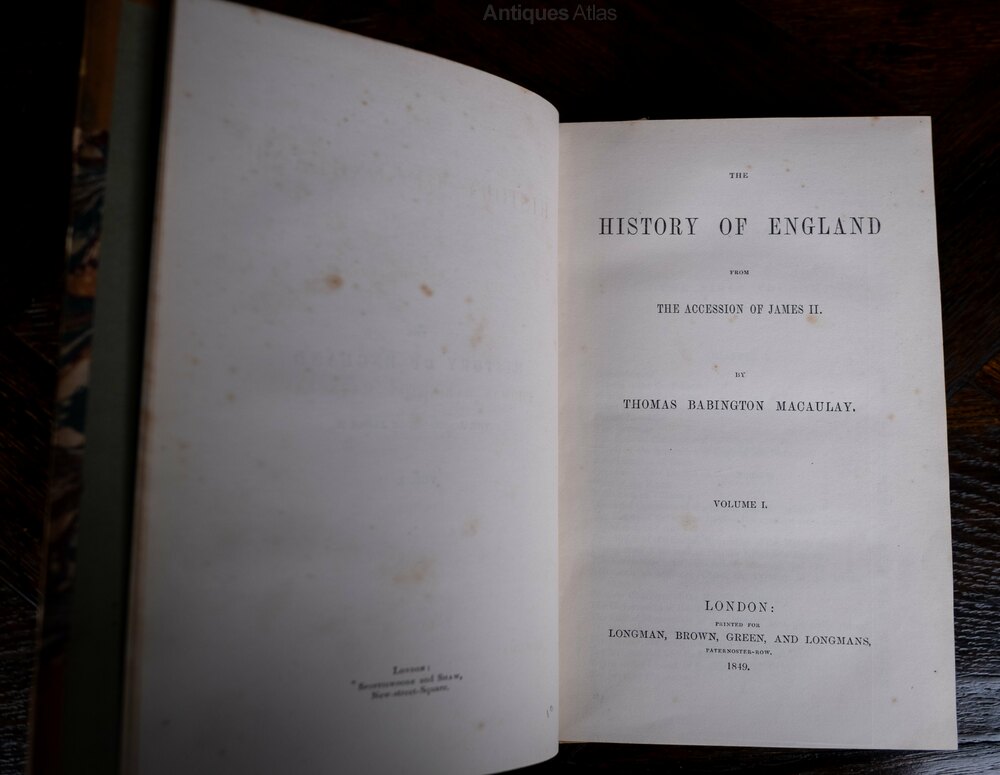 Antiques Atlas
London:
Spottiswoode and Shaw,
New-street-Square.
THE
HISTORY OF ENGLAND
FROM
THE ACCESSION OF JAMES II.
BY
THOMAS BABINGTON MACAULAY.
VOLUME I.
LONDON:
PRINTED FOR
LONGMAN, BROWN, GREEN, AND LONGMANS,
PATERNOSTER-ROW.
1849.